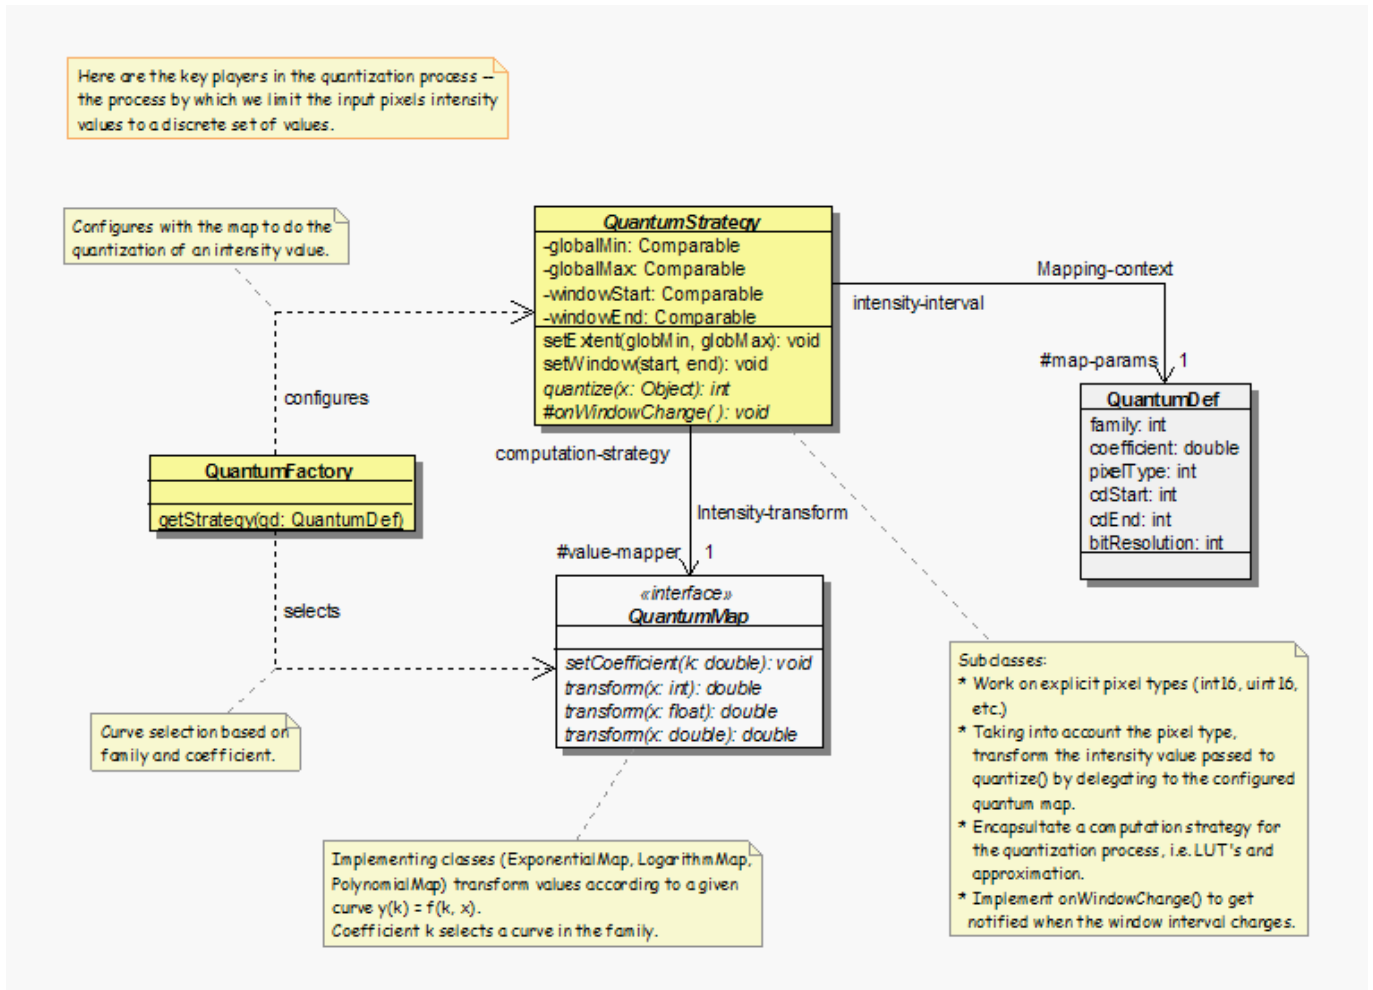 Here are the key players in the quantization process --
the process by which we limit the input pixels intensity
values to a discrete set of values.
Configures with the map to do the
quantization of an intensity value.
QuantumStrategy
-globalMin: Comparable
-globalMax: Comparable
-windowStart: Comparable
-windowEnd: Comparable
setExtent(globMin, globMax): void
setWindow(start, end): void
quantize(x: Object): int
#onWindowChange(): void
Mapping-context
intensity-interval
#map-params
1
QuantumDef
family: int
coefficient: double
pixelType: int
cdStart: int
cdEnd: int
bitResolution: int
configures
computation-strategy
QuantumFactory
getStrategy(qd: QuantumDef)
Intensity-transform
#value-mapper
1
selects
«interface»
QuantumMap
setCoefficient(k: double): void
transform(x: int): double
transform(x: float): double
transform(x: double): double
Curve selection based on
family and coefficient.
Subclasses:
* Work on explicit pixel types (int16, uint16,
etc.)
* Taking into account the pixel type,
transform the intensity value passed to
quantize() by delegating to the configured
quantum map.
* Encapsultate a computation strategy for
the quantization process, i.e. LUT's and
approximation.
* Implement onWindowChange() to get
notified when the window interval changes.
Implementing classes (ExponentialMap, LogarithmMap,
PolynomialMap) transform values according to a given
curve y(k) = f(k, x).
Coefficient k selects a curve in the family.